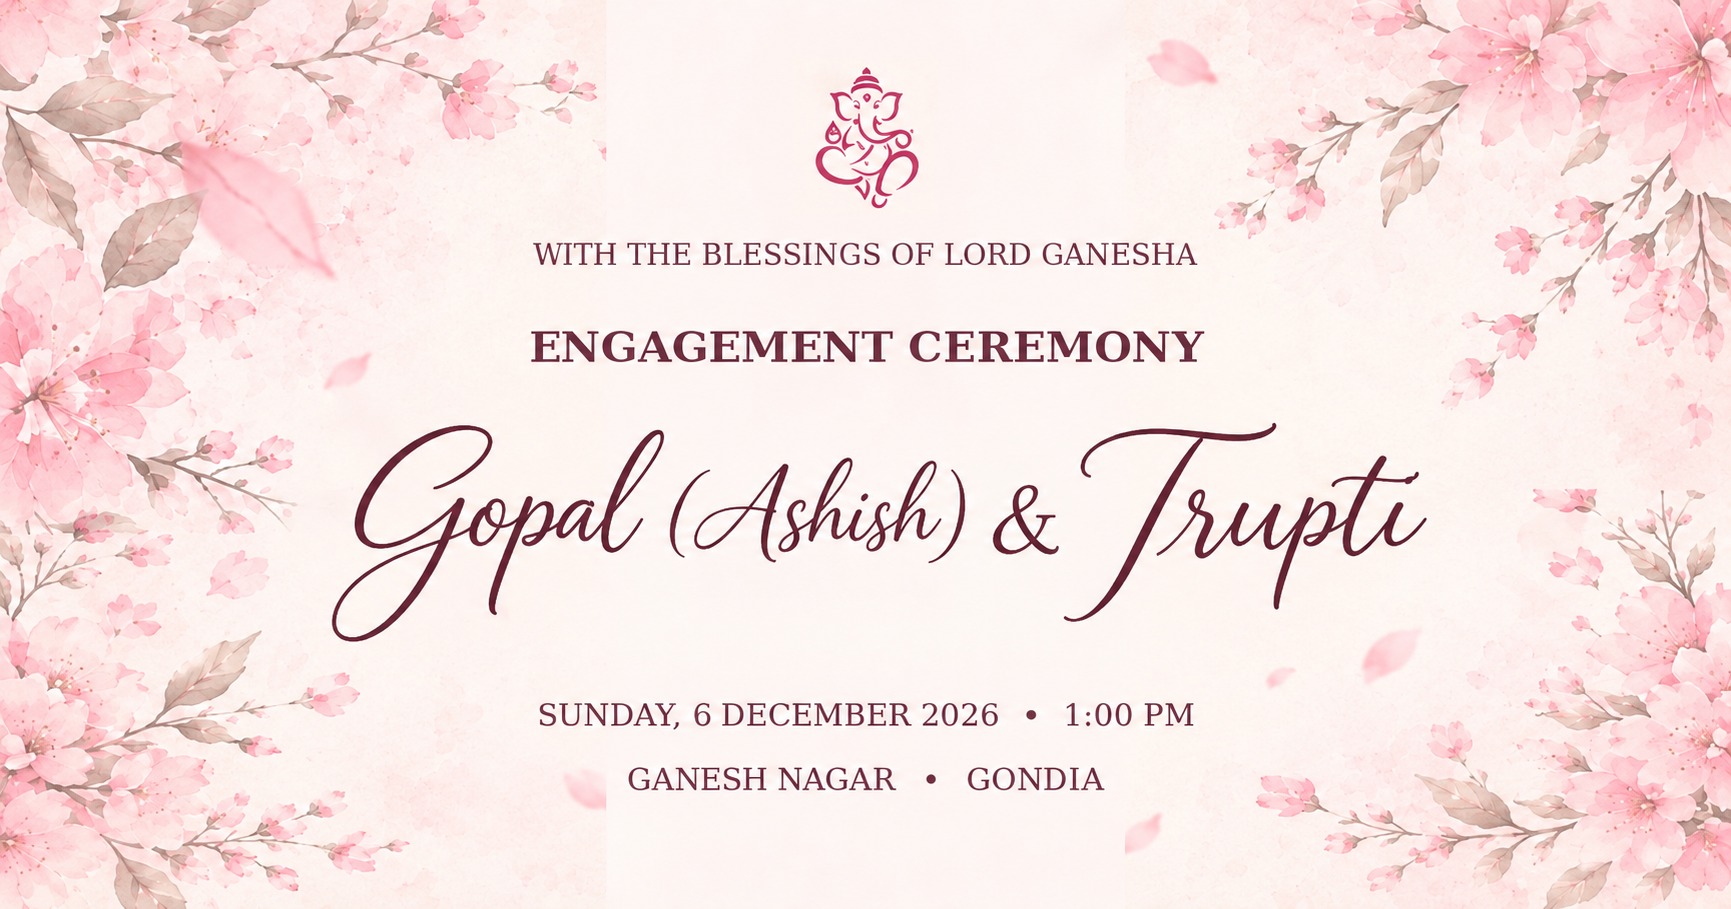 WITH THE BLESSINGS OF LORD GANESHA
ENGAGEMENT CEREMONY
Gopal (Ashish) & Trupti
SUNDAY, 6 DECEMBER 2026 • 1:00 PM
GANESH NAGAR • GONDIA